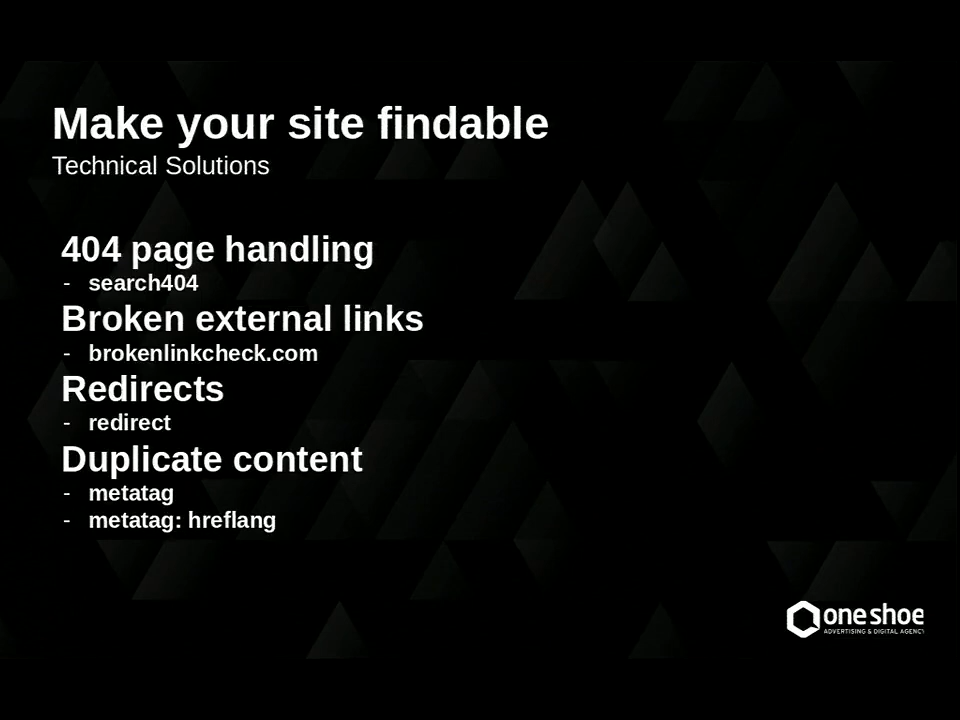 Make your site findable
Technical Solutions
404 page handling
- search404
Broken external links
- brokenlinkcheck.com
Redirects
- redirect
Duplicate content
- metatag
- metatag: hreflang
one shoe
ADVERTISING & DIGITAL AGENCY